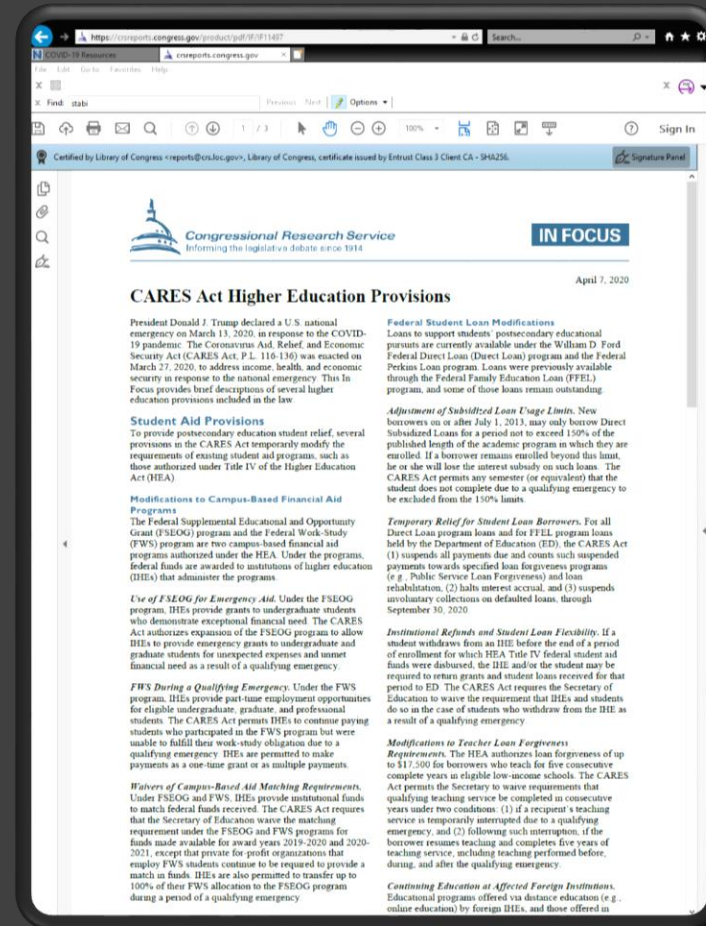 https://crsreports.congress.gov/product/pdf/IF/IF11497
Search...
COVID-19 Resources
crsreports.congress.gov
File Edit Go to Favorites Help
Find: stabi
Previous Next
Options
1 / 3
100%
Sign In
Certified by Library of Congress <reports@crs.loc.gov>, Library of Congress, certificate issued by Entrust Class 3 Client CA - SHA256.
Signature Panel
Congressional Research Service
Informing the legislative debate since 1914
IN FOCUS
April 7, 2020
CARES Act Higher Education Provisions
President Donald J. Trump declared a U.S. national
emergency on March 13, 2020, in response to the COVID-
19 pandemic. The Coronavirus Aid, Relief, and Economic
Security Act (CARES Act, P.L. 116-136) was enacted on
March 27, 2020, to address income, health, and economic
security in response to the national emergency. This In
Focus provides brief descriptions of several higher
education provisions included in the law.
Student Aid Provisions
To provide postsecondary education student relief, several
provisions in the CARES Act temporarily modify the
requirements of existing student aid programs, such as
those authorized under Title IV of the Higher Education
Act (HEA).
Modifications to Campus-Based Financial Aid
Programs
The Federal Supplemental Educational and Opportunity
Grant (FSEOG) program and the Federal Work-Study
(FWS) program are two campus-based financial aid
programs authorized under the HEA. Under the programs,
federal funds are awarded to institutions of higher education
(IHEs) that administer the programs.
Use of FSEOG for Emergency Aid. Under the FSEOG
program, IHEs provide grants to undergraduate students
who demonstrate exceptional financial need. The CARES
Act authorizes expansion of the FSEOG program to allow
IHEs to provide emergency grants to undergraduate and
graduate students for unexpected expenses and unmet
financial need as a result of a qualifying emergency.
FWS During a Qualifying Emergency. Under the FWS
program, IHEs provide part-time employment opportunities
for eligible undergraduate, graduate, and professional
students. The CARES Act permits IHEs to continue paying
students who participated in the FWS program but were
unable to fulfill their work-study obligation due to a
qualifying emergency. IHEs are permitted to make
payments as a one-time grant or as multiple payments.
Waivers of Campus-Based Aid Matching Requirements.
Under FSEOG and FWS, IHEs provide institutional funds
to match federal funds received. The CARES Act requires
that the Secretary of Education waive the matching
requirement under the FSEOG and FWS programs for
funds made available for award years 2019-2020 and 2020-
2021, except that private for-profit organizations that
employ FWS students continue to be required to provide a
match in funds. IHEs are also permitted to transfer up to
100% of their FWS allocation to the FSEOG program
during a period of a qualifying emergency.
Federal Student Loan Modifications
Loans to support students' postsecondary educational
pursuits are currently available under the William D. Ford
Federal Direct Loan (Direct Loan) program and the Federal
Perkins Loan program. Loans were previously available
through the Federal Family Education Loan (FFEL)
program, and some of those loans remain outstanding.
Adjustment of Subsidized Loan Usage Limits. New
borrowers on or after July 1, 2013, may only borrow Direct
Subsidized Loans for a period not to exceed 150% of the
published length of the academic program in which they are
enrolled. If a borrower remains enrolled beyond this limit,
he or she will lose the interest subsidy on such loans. The
CARES Act permits any semester (or equivalent) that the
student does not complete due to a qualifying emergency to
be excluded from the 150% limits.
Temporary Relief for Student Loan Borrowers. For all
Direct Loan program loans and for FFEL program loans
held by the Department of Education (ED), the CARES Act
(1) suspends all payments due and counts such suspended
payments towards specified loan forgiveness programs
(e.g., Public Service Loan Forgiveness) and loan
rehabilitation, (2) halts interest accrual, and (3) suspends
involuntary collections on defaulted loans, through
September 30, 2020.
Institutional Refunds and Student Loan Flexibility. If a
student withdraws from an IHE before the end of a period
of enrollment for which HEA Title IV federal student aid
funds were disbursed, the IHE and/or the student may be
required to return grants and student loans received for that
period to ED. The CARES Act requires the Secretary of
Education to waive the requirement that IHEs and students
do so in the case of students who withdraw from the IHE as
a result of a qualifying emergency.
Modifications to Teacher Loan Forgiveness
Requirements. The HEA authorizes loan forgiveness of up
to $17,500 for borrowers who teach for five consecutive
complete years in eligible low-income schools. The CARES
Act permits the Secretary to waive requirements that
qualifying teaching service be completed in consecutive
years under two conditions: (1) if a recipient's teaching
service is temporarily interrupted due to a qualifying
emergency, and (2) following such interruption, if the
borrower resumes teaching and completes five years of
teaching service, including teaching performed before,
during, and after the qualifying emergency.
Continuing Education at Affected Foreign Institutions.
Educational programs offered via distance education (e.g.,
online education) by foreign IHEs, and those offered in